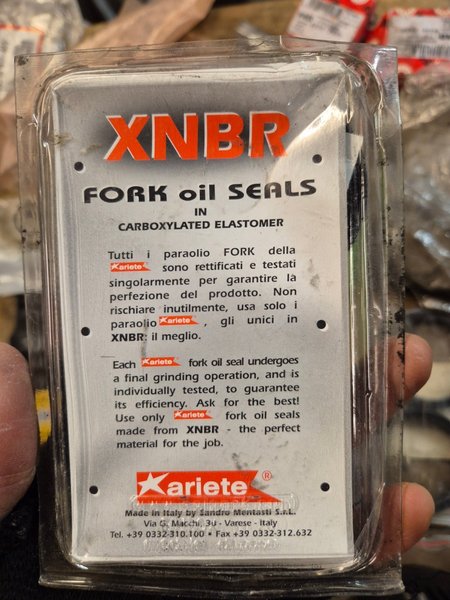 XNBR
FORK oil SEALS
IN
CARBOXYLATED ELASTOMER
Tutti i paraolio FORK della
ariete sono rettificati e testati
singolarmente per garantire la
perfezione del prodotto. Non
rischiare inutilmente, usa solo i
paraolio ariete , gli unici in
XNBR: il meglio.
Each ariete fork oil seal undergoes
a final grinding operation, and is
individually tested, to guarantee
its efficiency. Ask for the best!
Use only ariete fork oil seals
made from XNBR - the perfect
material for the job.
ariete ®
Made in Italy by Sandro Mentasti S.r.L.
Via G. Macchi, 30 - Varese - Italy
Tel. +39 0332-310.100 • Fax +39 0332-312.632